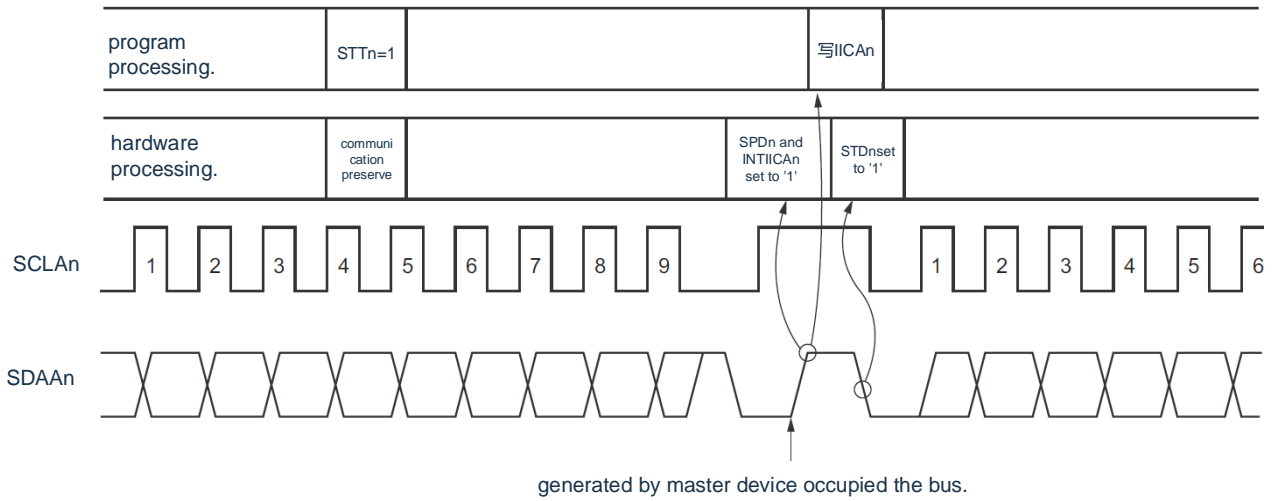 program
processing.
STTn=1
写IICAn
hardware
processing.
communi
cation
preserve
SPDn and
INTIICAn
set to '1'
STDnset
to '1'
SCLAn
1 2 3 4 5 6 7 8 9 1 2 3 4 5 6
SDAAn
generated by master device occupied the bus.